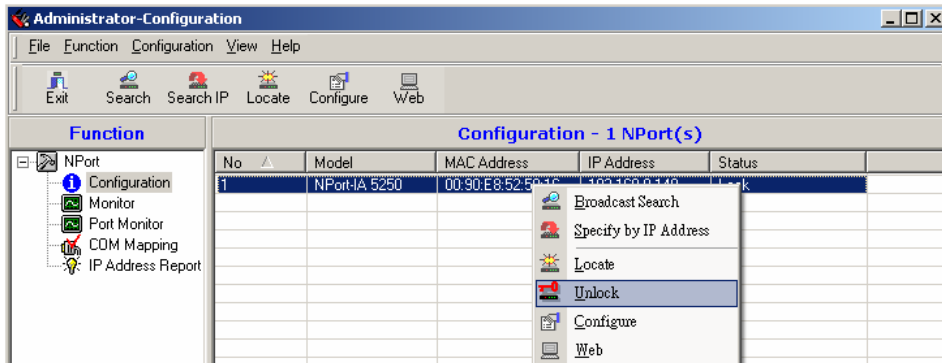 Administrator-Configuration
File Function Configuration View Help
Exit Search Search IP Locate Configure Web
Function
Configuration - 1 NPort(s)
NPort
Configuration
Monitor
Port Monitor
COM Mapping
IP Address Report
No Model MAC Address IP Address Status
1 NPort-IA 5250
Broadcast Search
Specify by IP Address
Locate
Unlock
Configure
Web